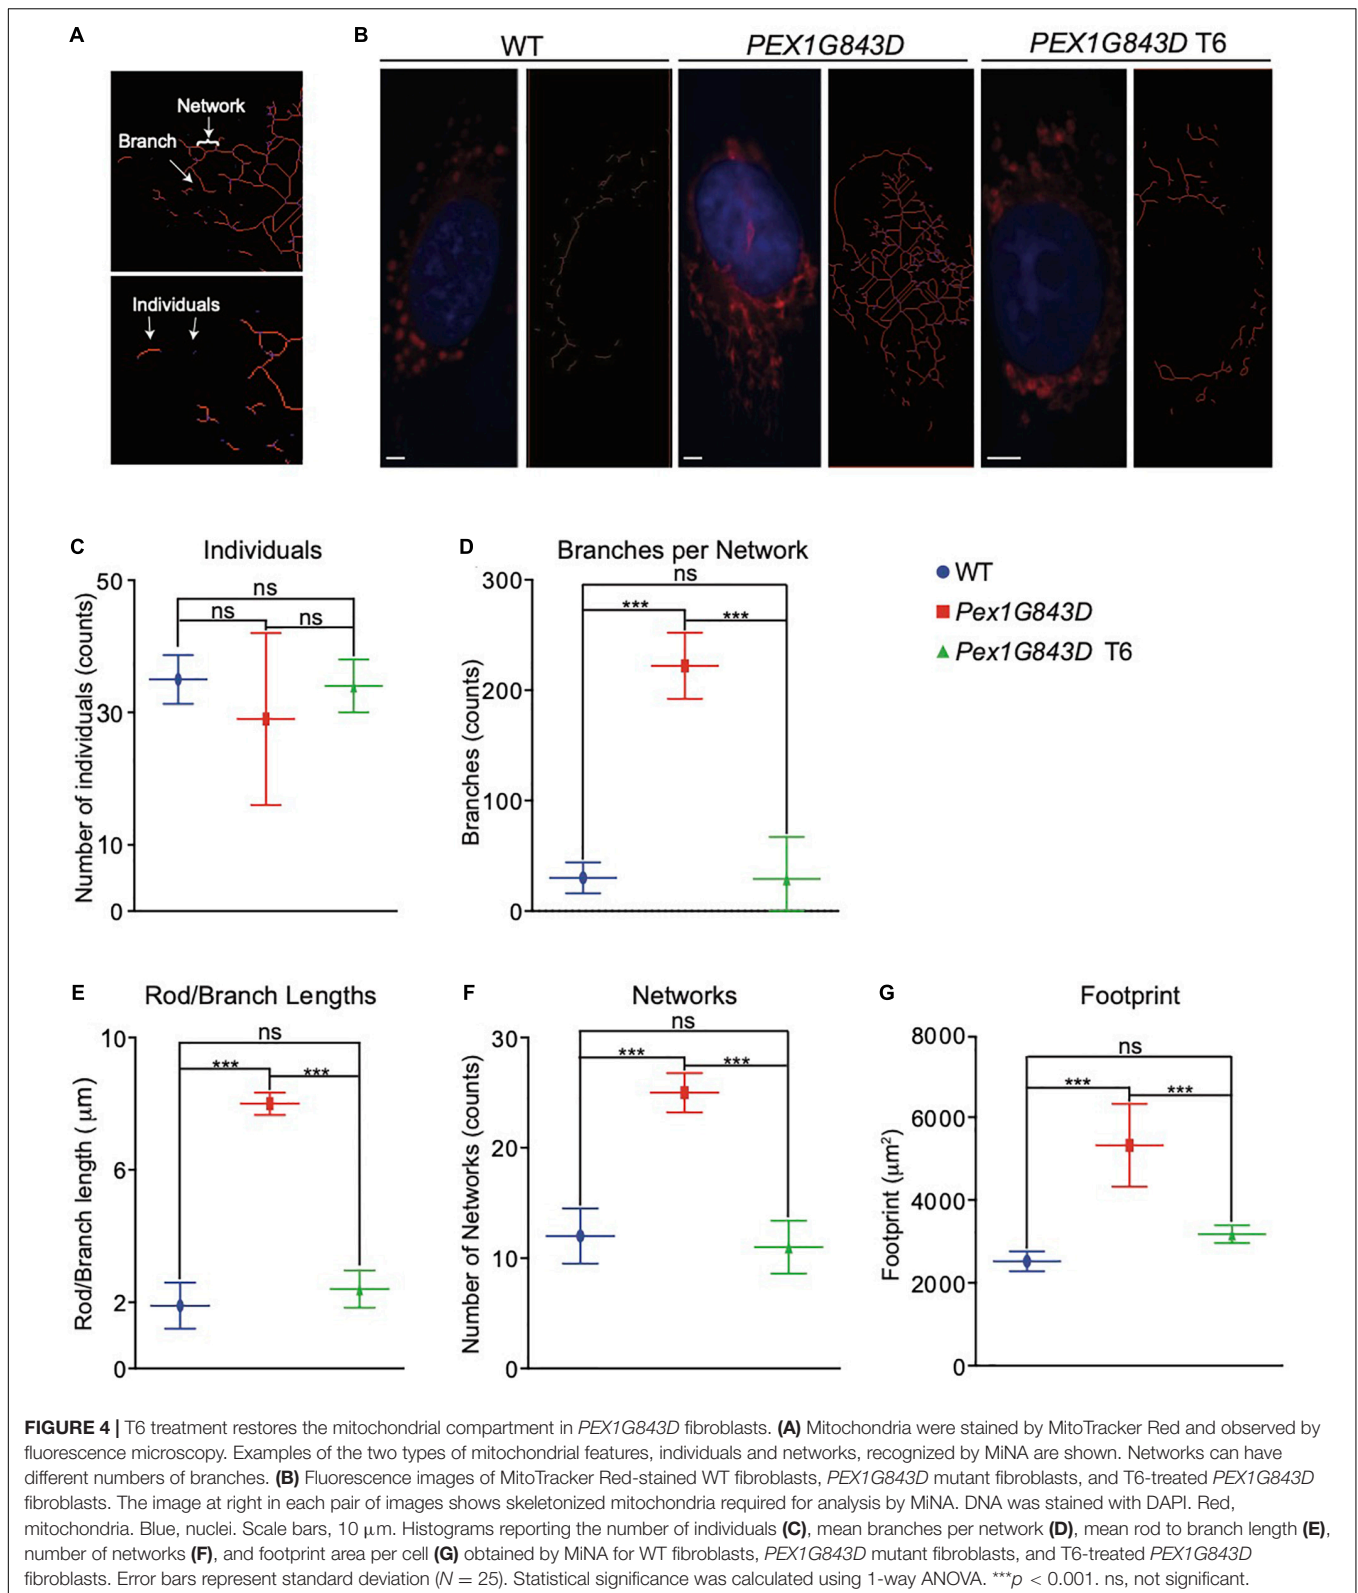 A
Network
Branch
Individuals
B
WT
PEX1G843D
PEX1G843D T6
C
Individuals
Number of individuals (counts)
50
30
10
0
ns
ns
ns
D
Branches per Network
Branches (counts)
300
200
100
0
ns
***
***
WT
Pex1G843D
Pex1G843D T6
E
Rod/Branch Lengths
Rod/Branch length ( μm)
10
6
2
0
ns
***
***
F
Networks
Number of Networks (counts)
30
20
10
0
ns
***
***
G
Footprint
Footprint (μm²)
8000
6000
4000
2000
0
ns
***
***
FIGURE 4 | T6 treatment restores the mitochondrial compartment in PEX1G843D fibroblasts. (A) Mitochondria were stained by MitoTracker Red and observed by
fluorescence microscopy. Examples of the two types of mitochondrial features, individuals and networks, recognized by MiNA are shown. Networks can have
different numbers of branches. (B) Fluorescence images of MitoTracker Red-stained WT fibroblasts, PEX1G843D mutant fibroblasts, and T6-treated PEX1G843D
fibroblasts. The image at right in each pair of images shows skeletonized mitochondria required for analysis by MiNA. DNA was stained with DAPI. Red,
mitochondria. Blue, nuclei. Scale bars, 10 μm. Histograms reporting the number of individuals (C), mean branches per network (D), mean rod to branch length (E),
number of networks (F), and footprint area per cell (G) obtained by MiNA for WT fibroblasts, PEX1G843D mutant fibroblasts, and T6-treated PEX1G843D
fibroblasts. Error bars represent standard deviation (N = 25). Statistical significance was calculated using 1-way ANOVA. ***p < 0.001. ns, not significant.